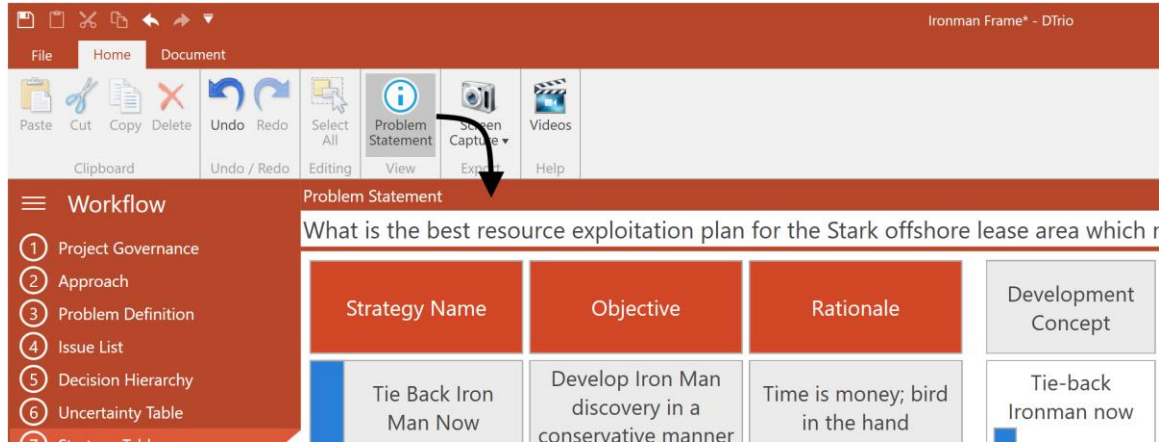 Ironman Frame* - DTrio
File Home Document
Paste Cut Copy Delete Undo Redo Select All Problem Statement Screen Capture Videos
Clipboard Undo / Redo Editing View Export Help
Workflow
1 Project Governance
2 Approach
3 Problem Definition
4 Issue List
5 Decision Hierarchy
6 Uncertainty Table
Problem Statement
What is the best resource exploitation plan for the Stark offshore lease area which
Strategy Name
Objective
Rationale
Development
Concept
Tie Back Iron
Man Now
Develop Iron Man
discovery in a
conservative manner
Time is money; bird
in the hand
Tie-back
Ironman now